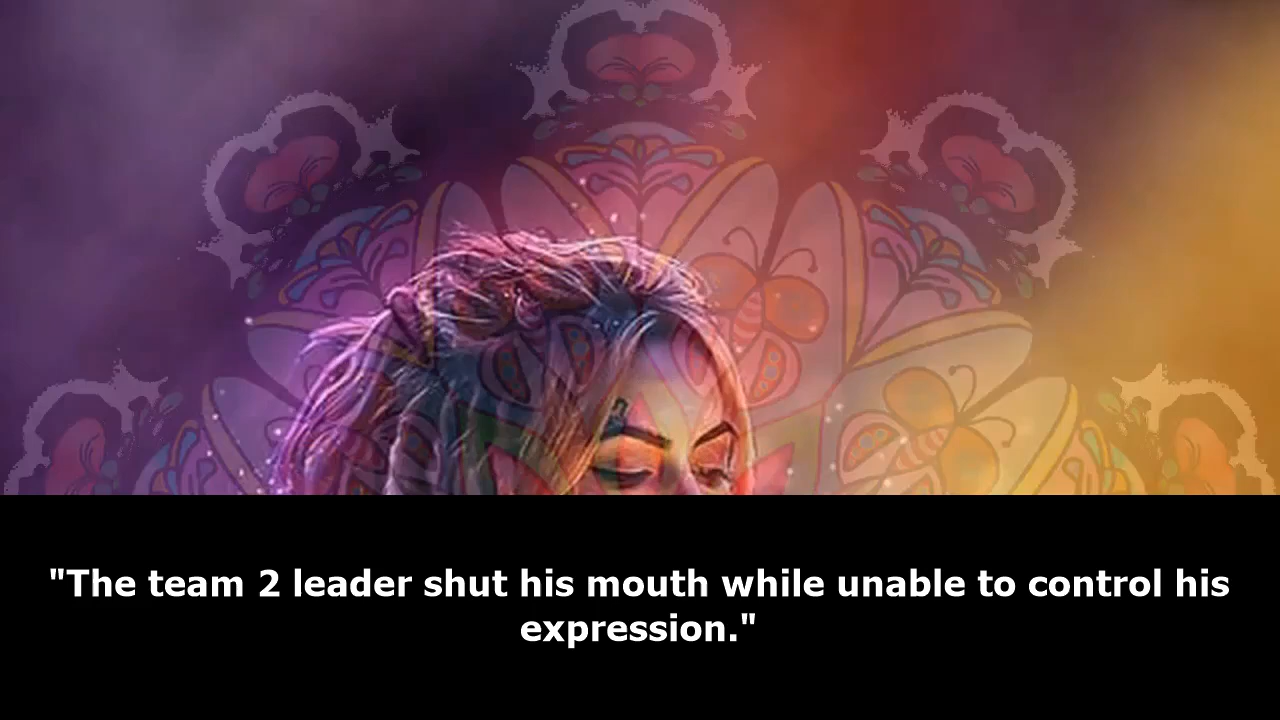 "The team 2 leader shut his mouth while unable to control his
expression."